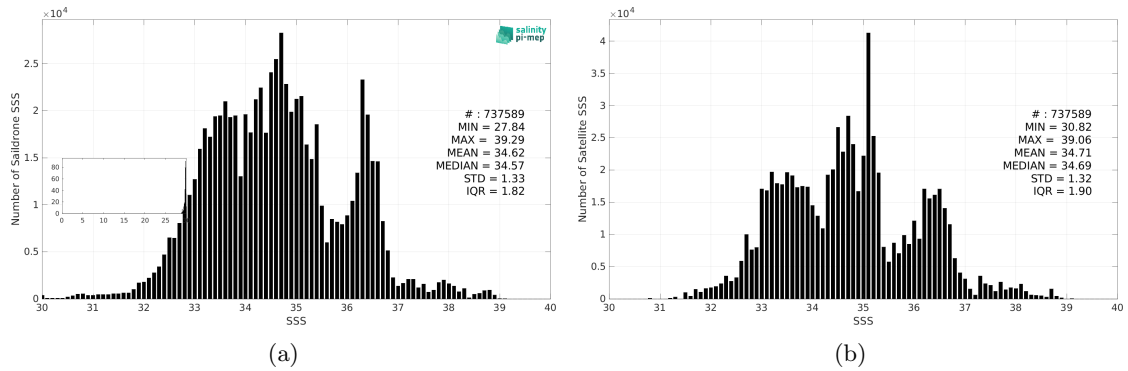 ×10⁴
salinity
pi-mep
Number of Saildrone SSS
2.5
2
1.5
1
0.5
0
# : 737589
MIN = 27.84
MAX = 39.29
MEAN = 34.62
MEDIAN = 34.57
STD = 1.33
IQR = 1.82
80
60
40
20
0
0 5 10 15 20 25
30 31 32 33 34 35 36 37 38 39 40
SSS
(a)
×10⁴
Number of Satellite SSS
4
3.5
3
2.5
2
1.5
1
0.5
0
# : 737589
MIN = 30.82
MAX = 39.06
MEAN = 34.71
MEDIAN = 34.69
STD = 1.32
IQR = 1.90
31 32 33 34 35 36 37 38 39 40
SSS
(b)